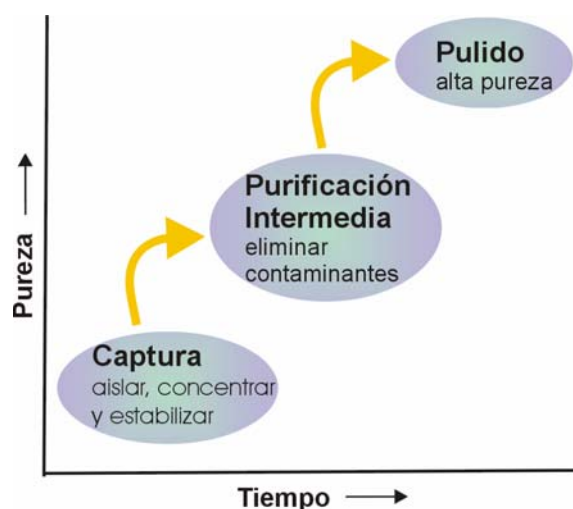 Pulido
alta pureza
Purificación
Intermedia
eliminar
contaminantes
Captura
aislar, concentrar
y estabilizar
Pureza
Tiempo